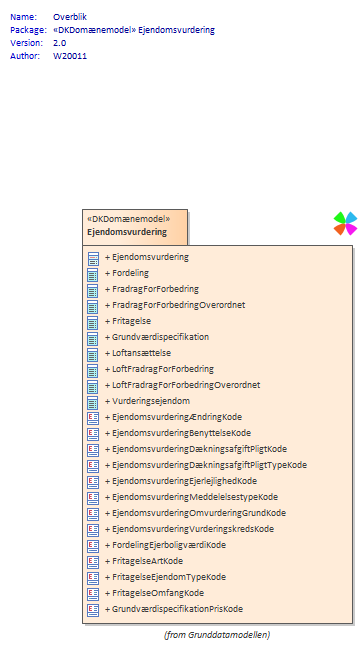 Name: Overblik
Package: «DKDomænemodel» Ejendomsvurdering
Version: 2.0
Author: W20011
«DKDomænemodel»
Ejendomsvurdering
+ Ejendomsvurdering
+ Fordeling
+ FradragForForbedring
+ FradragForForbedringOverordnet
+ Fritagelse
+ Grundværdispecifikation
+ Loftansættelse
+ LoftFradragForForbedring
+ LoftFradragForForbedringOverordnet
+ Vurderingsejendom
+ EjendomsvurderingÆndringKode
+ EjendomsvurderingBenyttelseKode
+ EjendomsvurderingDækningsafgiftPligtKode
+ EjendomsvurderingDækningsafgiftPligtTypeKode
+ EjendomsvurderingEjerlejlighedKode
+ EjendomsvurderingMeddelelsestypeKode
+ EjendomsvurderingOmvurderingGrundKode
+ EjendomsvurderingVurderingskredsKode
+ FordelingEjerboligværdiKode
+ FritagelseArtKode
+ FritagelseEjendomTypeKode
+ FritagelseOmfangKode
+ GrundværdispecifikationPrisKode
(from Grunddatamodellen)